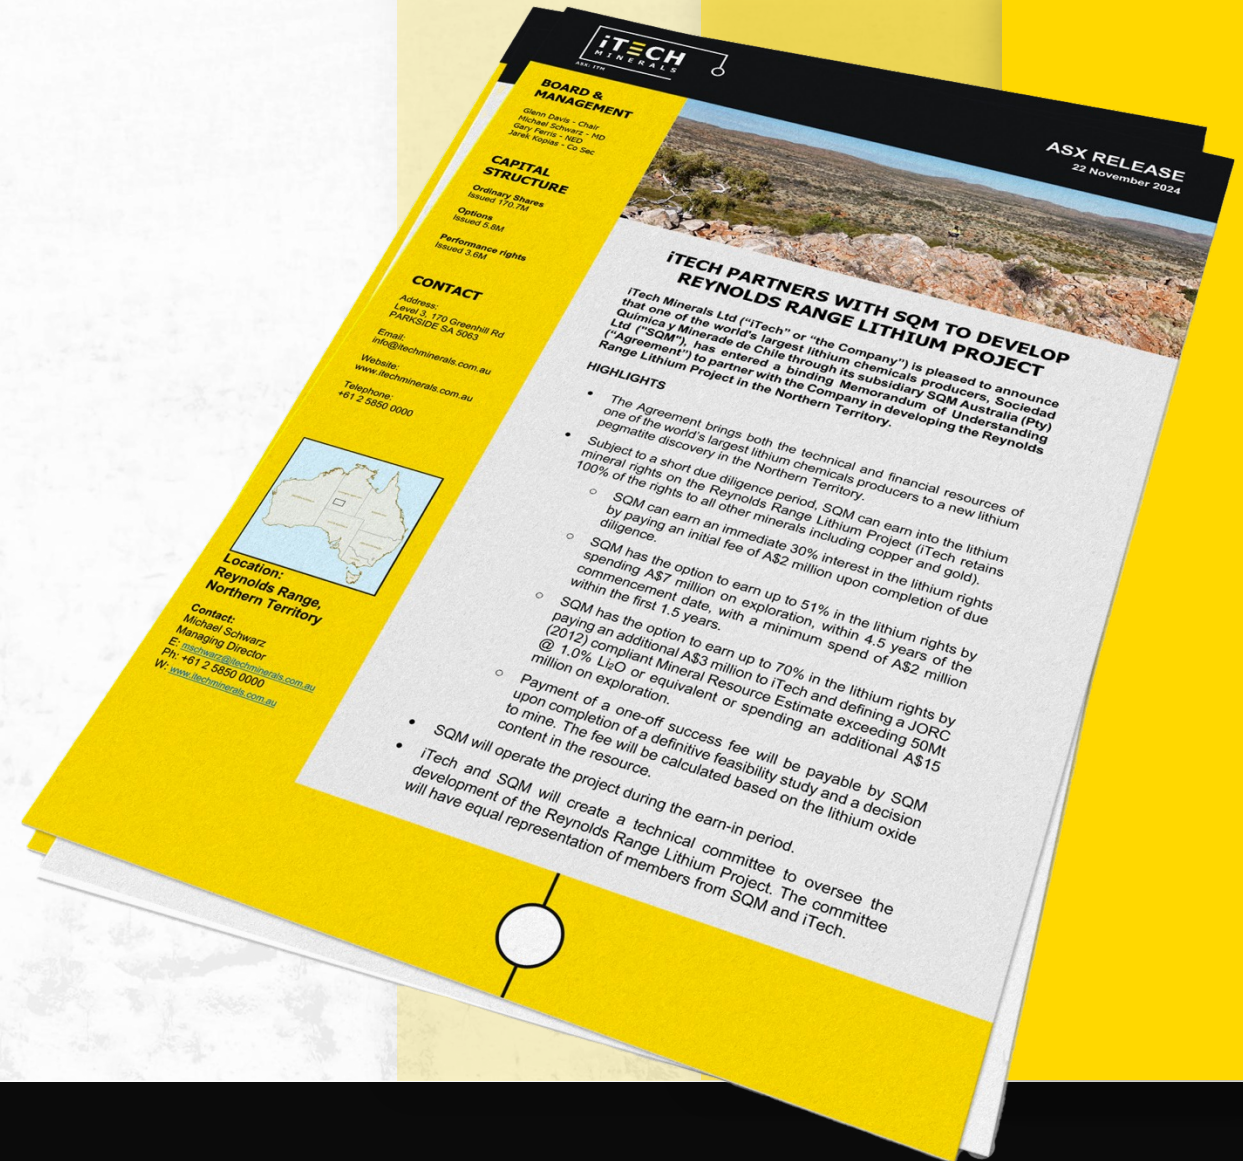 iTECH
MINERALS
ASX: ITM
ASX RELEASE
22 November 2024
BOARD &
MANAGEMENT
Glenn Davis - Chair
Michael Schwarz - MD
Gary Ferris - NED
Jarek Kopias - Co Sec
CAPITAL
STRUCTURE
Ordinary Shares
Issued 170.7M
Options
Issued 5.8M
Performance rights
Issued 3.6M
CONTACT
Address:
Level 3, 170 Greenhill Rd
PARKSIDE SA 5063
Email:
info@itechminerals.com.au
Website:
www.itechminerals.com.au
Telephone:
+61 2 5850 0000
Location:
Reynolds Range,
Northern Territory
Contact:
Michael Schwarz
Managing Director
E: mschwarz@itechminerals.com.au
Ph: +61 2 5850 0000
W: www.itechminerals.com.au
iTECH PARTNERS WITH SQM TO DEVELOP
REYNOLDS RANGE LITHIUM PROJECT
iTech Minerals Ltd ("iTech" or "the Company") is pleased to announce
that one of the world's largest lithium chemicals producers, Sociedad
Química y Minerade de Chile through its subsidiary SQM Australia (Pty)
Ltd ("SQM"), has entered a binding Memorandum of Understanding
("Agreement") to partner with the Company in developing the Reynolds
Range Lithium Project in the Northern Territory.
HIGHLIGHTS
• The Agreement brings both the technical and financial resources of
one of the world's largest lithium chemicals producers to a new lithium
pegmatite discovery in the Northern Territory.
• Subject to a short due diligence period, SQM can earn into the lithium
mineral rights on the Reynolds Range Lithium Project (iTech retains
100% of the rights to all other minerals including copper and gold).
○ SQM can earn an immediate 30% interest in the lithium rights
by paying an initial fee of A$2 million upon completion of due
diligence.
○ SQM has the option to earn up to 51% in the lithium rights by
spending A$7 million on exploration, within 4.5 years of the
commencement date, with a minimum spend of A$2 million
within the first 1.5 years.
○ SQM has the option to earn up to 70% in the lithium rights by
paying an additional A$3 million to iTech and defining a JORC
(2012) compliant Mineral Resource Estimate exceeding 50Mt
@ 1.0% Li₂O or equivalent or spending an additional A$15
million on exploration.
○ Payment of a one-off success fee will be payable by SQM
upon completion of a definitive feasibility study and a decision
to mine. The fee will be calculated based on the lithium oxide
content in the resource.
• SQM will operate the project during the earn-in period.
• iTech and SQM will create a technical committee to oversee the
development of the Reynolds Range Lithium Project. The committee
will have equal representation of members from SQM and iTech.